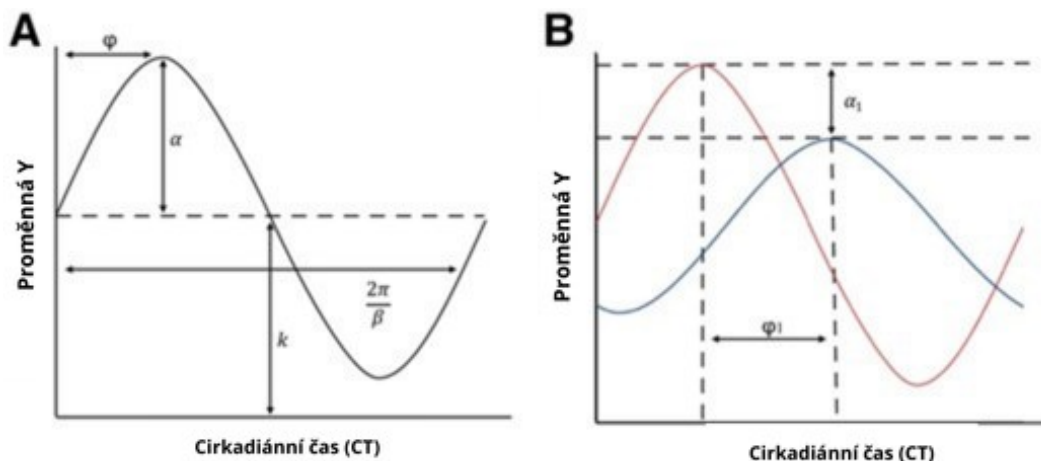 A
φ
α
Proměnná Y
2π
β
k
Cirkadiánní čas (CT)
B
α₁
Proměnná Y
φ1
Cirkadiánní čas (CT)